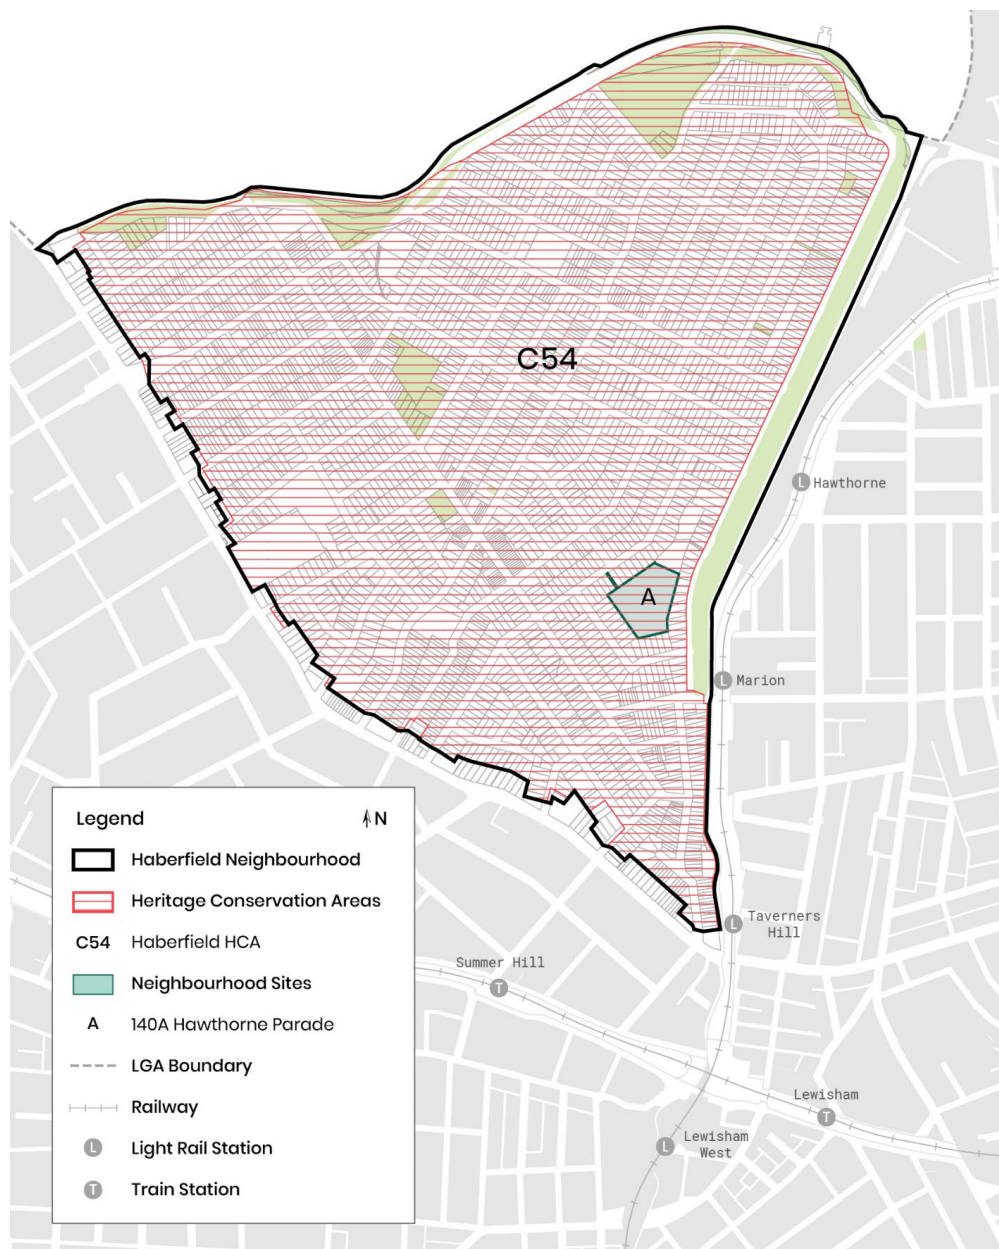 C54
Hawthorne
A
Marion
Legend
N
Haberfield Neighbourhood
Heritage Conservation Areas
C54 Haberfield HCA
Neighbourhood Sites
A 140A Hawthorne Parade
LGA Boundary
Railway
L Light Rail Station
T Train Station
L
L
L
Taverners
Hill
Summer Hill
T
Lewisham
T
L
Lewisham
West